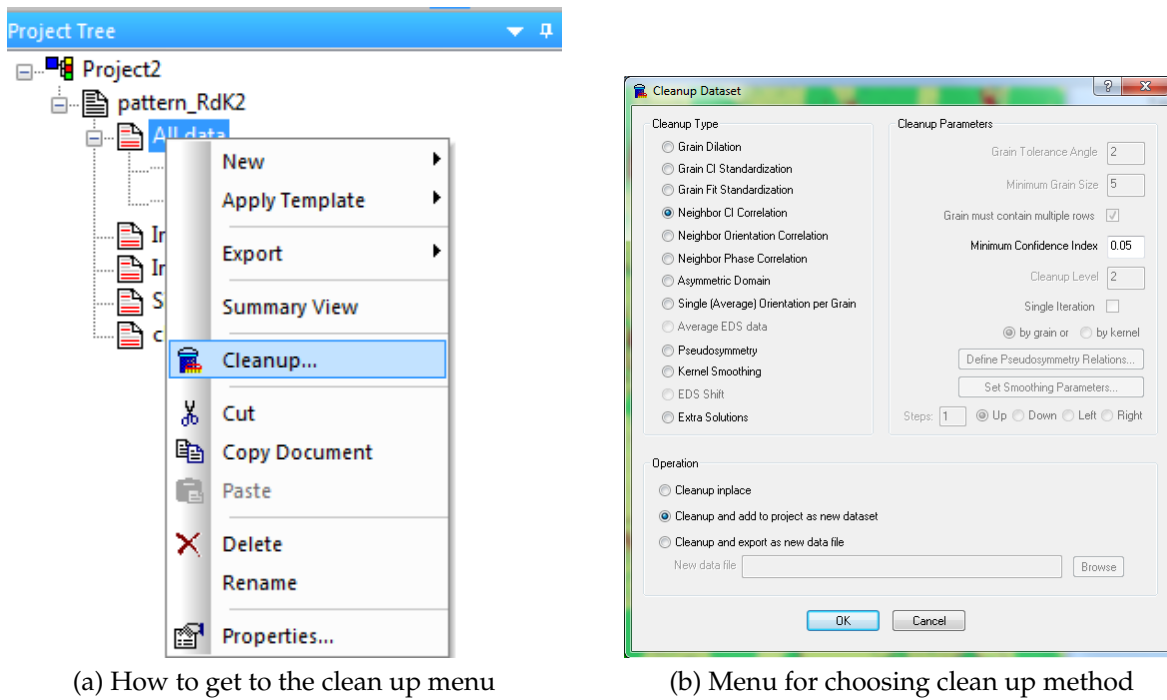 Project Tree
Project2
pattern_RdK2
All data
New
Apply Template
In
Export
In
S
Summary View
c
Cleanup...
Cut
Copy Document
Paste
Delete
Rename
Properties...
(a) How to get to the clean up menu
Cleanup Dataset
Cleanup Type
Grain Dilation
Grain CI Standardization
Grain Fit Standardization
Neighbor CI Correlation
Neighbor Orientation Correlation
Neighbor Phase Correlation
Asymmetric Domain
Single (Average) Orientation per Grain
Average EDS data
Pseudosymmetry
Kernel Smoothing
EDS Shift
Extra Solutions
Cleanup Parameters
Grain Tolerance Angle 2
Minimum Grain Size 5
Grain must contain multiple rows
Minimum Confidence Index 0.05
Cleanup Level 2
Single Iteration
by grain or by kernel
Define Pseudosymmetry Relations...
Set Smoothing Parameters...
Steps: 1 Up Down Left Right
Operation
Cleanup inplace
Cleanup and add to project as new dataset
Cleanup and export as new data file
New data file Browse
OK Cancel
(b) Menu for choosing clean up method